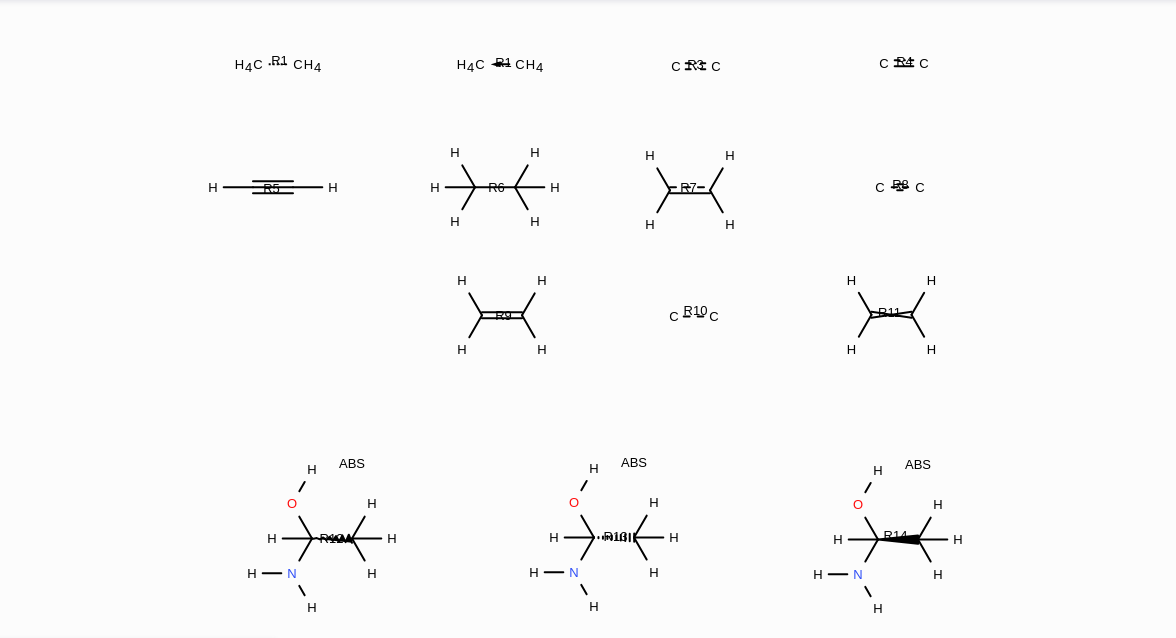 H4C R1 CH4
H4C R1 CH4
C R3 C
C R4 C
H H
H H
H R5 H
H R6 H
R7
C R8 C
H H
H H
H H
H H
R9
C R10 C
R11
H H
H H
H ABS
H ABS
H ABS
O H
O H
O H
H R12 H
H R13 H
H R14 H
H N H
H N H
H N H
H
H
H